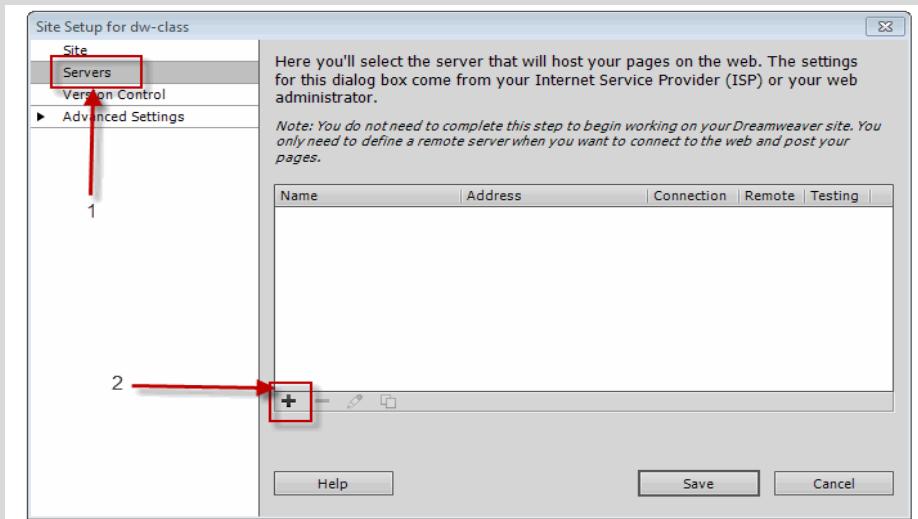 Site Setup for dw-class
Site
Servers
Version Control
Advanced Settings
1
Here you'll select the server that will host your pages on the web. The settings
for this dialog box come from your Internet Service Provider (ISP) or your web
administrator.
Note: You do not need to complete this step to begin working on your Dreamweaver site. You
only need to define a remote server when you want to connect to the web and post your
pages.
Name Address Connection Remote Testing
2
Help Save Cancel